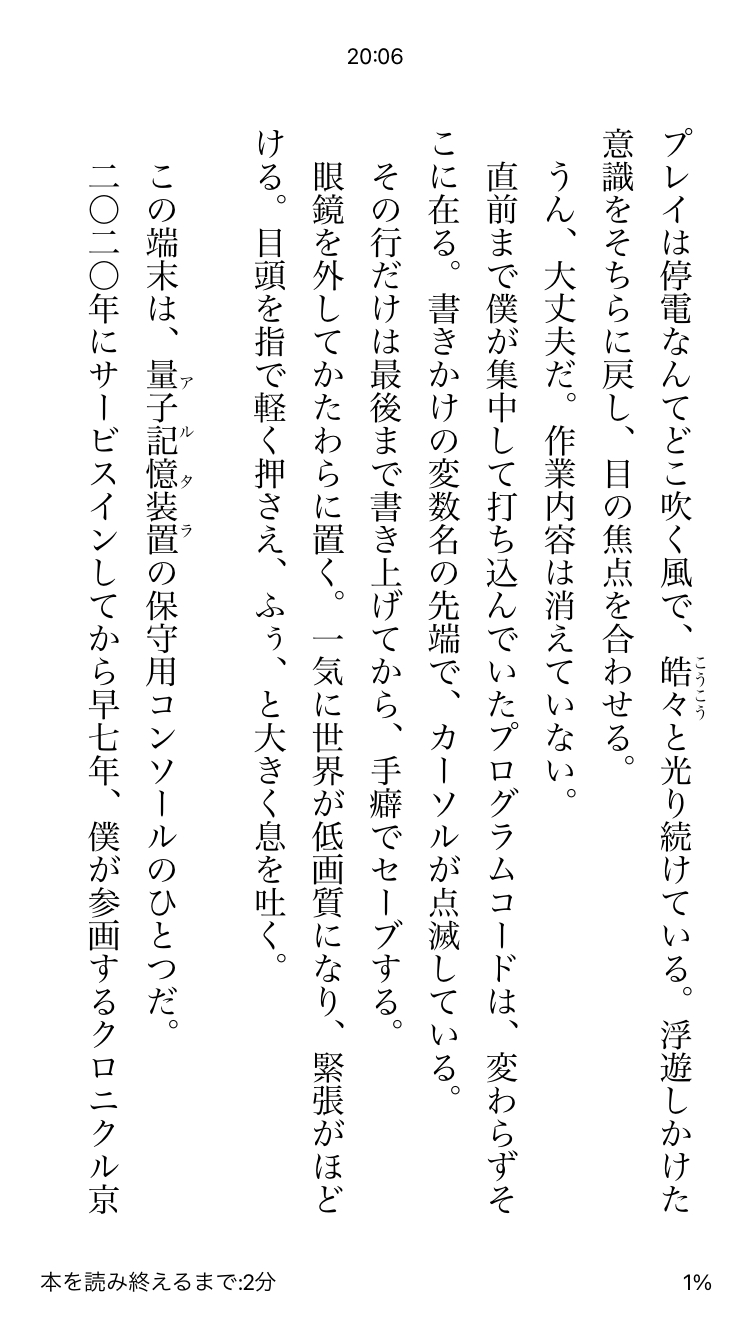 20:06
プレイは停電なんてどこ吹く風で、皓々と光り続けている。浮遊しかけた
こうこう
意識をそちらに戻し、目の焦点を合わせる。
うん、大丈夫だ。作業内容は消えていない。
直前まで僕が集中して打ち込んでいたプログラムコードは、変わらずそ
こに在る。書きかけの変数名の先端で、カーソルが点滅している。
その行だけは最後まで書き上げてから、手癖でセーブする。
眼鏡を外してかたわらに置く。一気に世界が低画質になり、緊張がほど
ける。目頭を指で軽く押さえ、ふぅ、と大きく息を吐く。
この端末は、量子記憶装置の保守用コンソールのひとつだ。
アルタラ
二〇二〇年にサービスインしてから早七年、僕が参画するクロニクル京
本を読み終えるまで:2分
1%